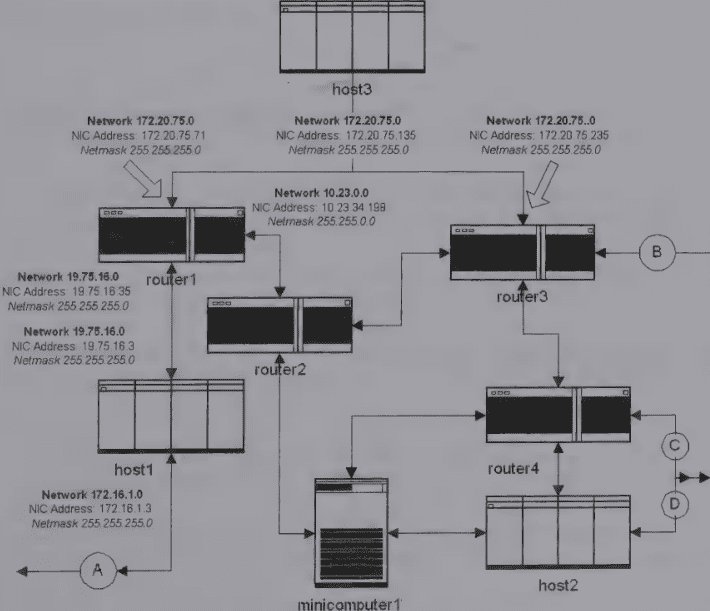 host3
Network 172.20.75.0
NIC Address: 172.20.75.71
Netmask 255.255.255.0
Network 172.20.75.0
NIC Address: 172.20.75.135
Netmask 255.255.255.0
Network 172.20.75..0
NIC Address: 172.20.75.235
Netmask 255.255.255.0
Network 10.23.0.0
NIC Address: 10.23.34.198
Netmask 255.255.0.0
router1
B
router3
Network 19.75.16.0
NIC Address: 19.75.16.35
Netmask 255.255.255.0
Network 19.75.16.0
NIC Address: 19.75.16.3
Netmask 255.255.255.0
router2
host1
router4
C
D
Network 172.16.1.0
NIC Address: 172.16.1.3
Netmask 255.255.255.0
A
host2
minicomputer1